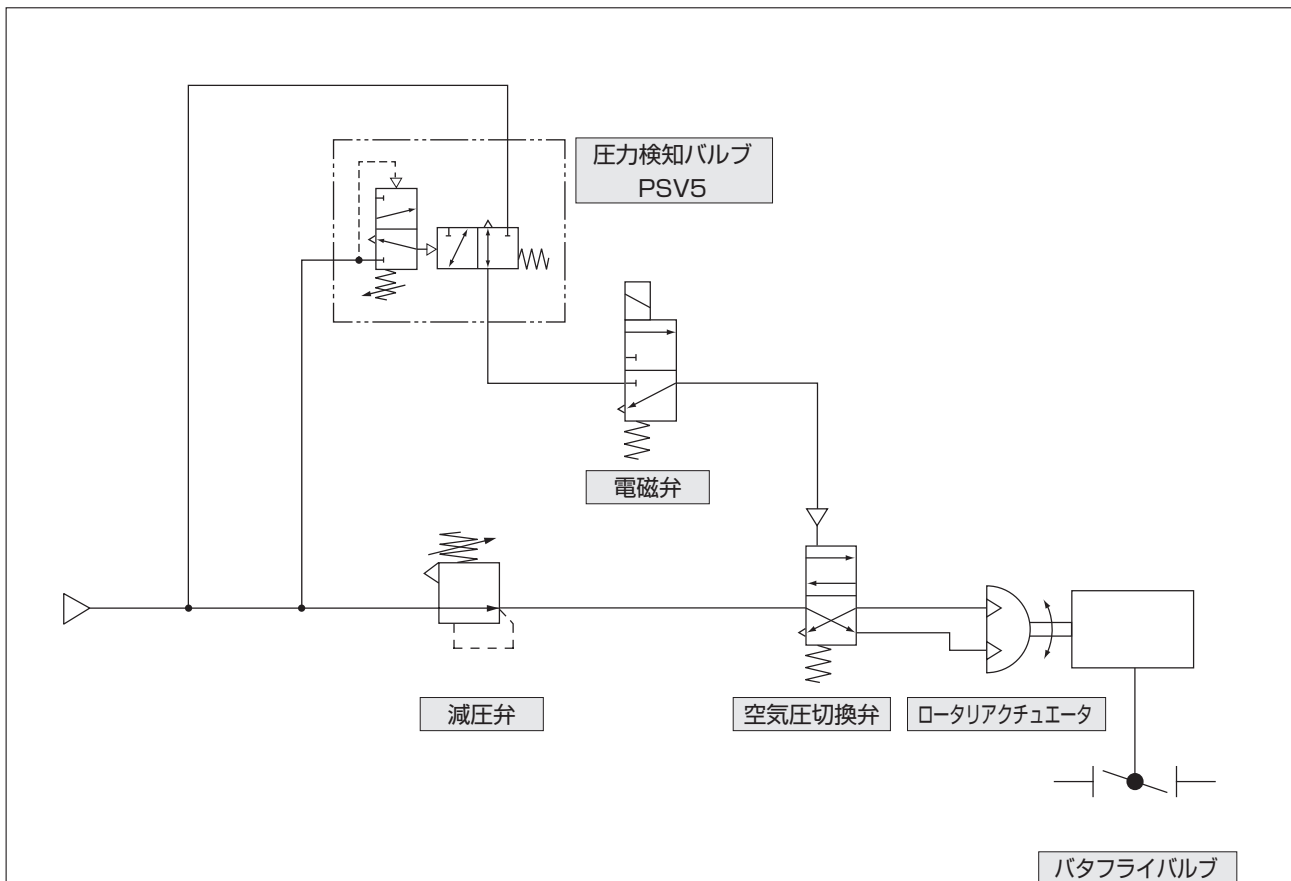 圧力検知バルブ
PSV5
電磁弁
減圧弁
空気圧切換弁
ロータリアクチュエータ
バタフライバルブ